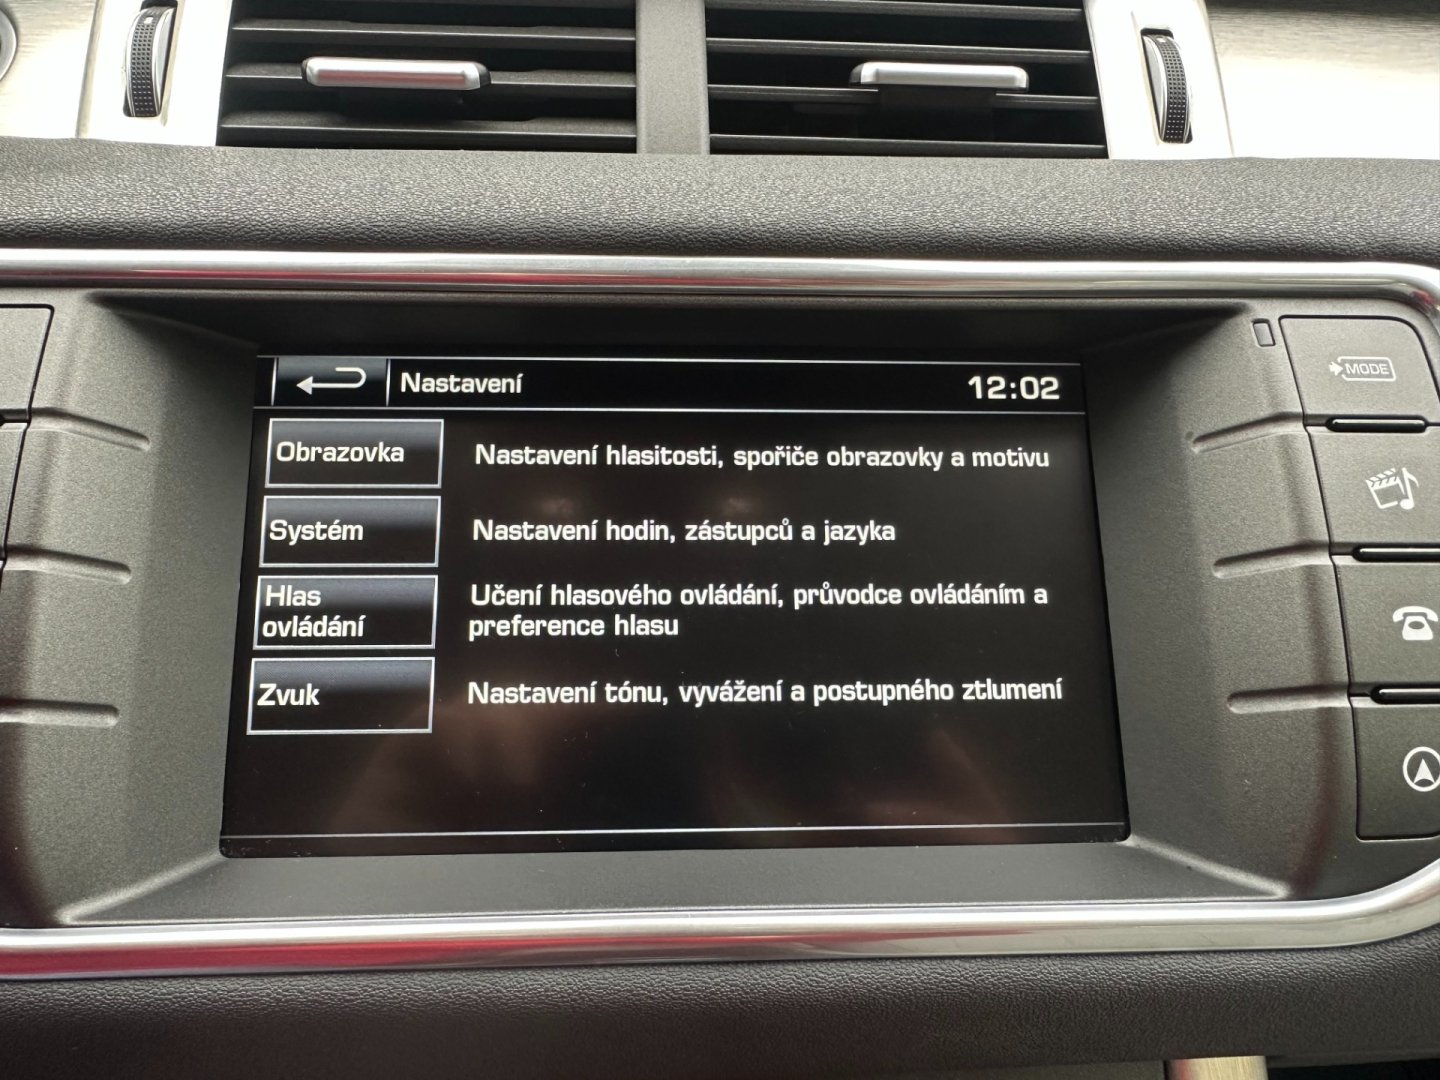 Nastavení
12:02
Obrazovka
Nastavení hlasitosti, spořiče obrazovky a motivu
Systém
Nastavení hodin, zástupců a jazyka
Hlas
ovládání
Učení hlasového ovládání, průvodce ovládáním a
preference hlasu
Zvuk
Nastavení tónu, vyvážení a postupného ztlumení
MODE